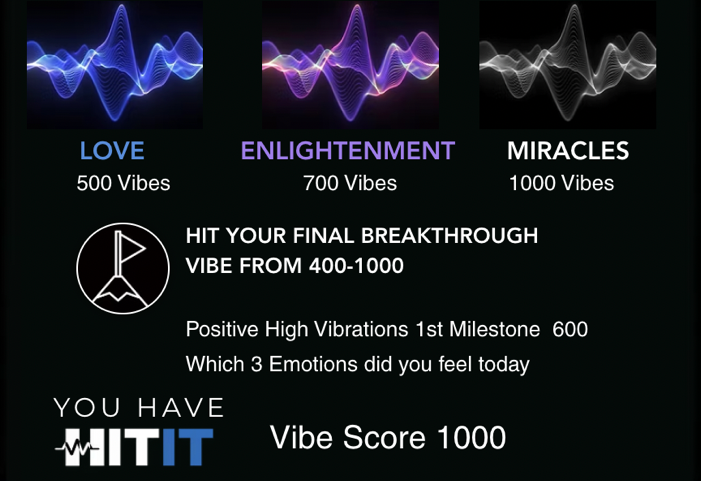 LOVE ENLIGHTENMENT MIRACLES
500 Vibes 700 Vibes 1000 Vibes
HIT YOUR FINAL BREAKTHROUGH
VIBE FROM 400-1000
Positive High Vibrations 1st Milestone 600
Which 3 Emotions did you feel today
YOU HAVE
HITIT
Vibe Score 1000